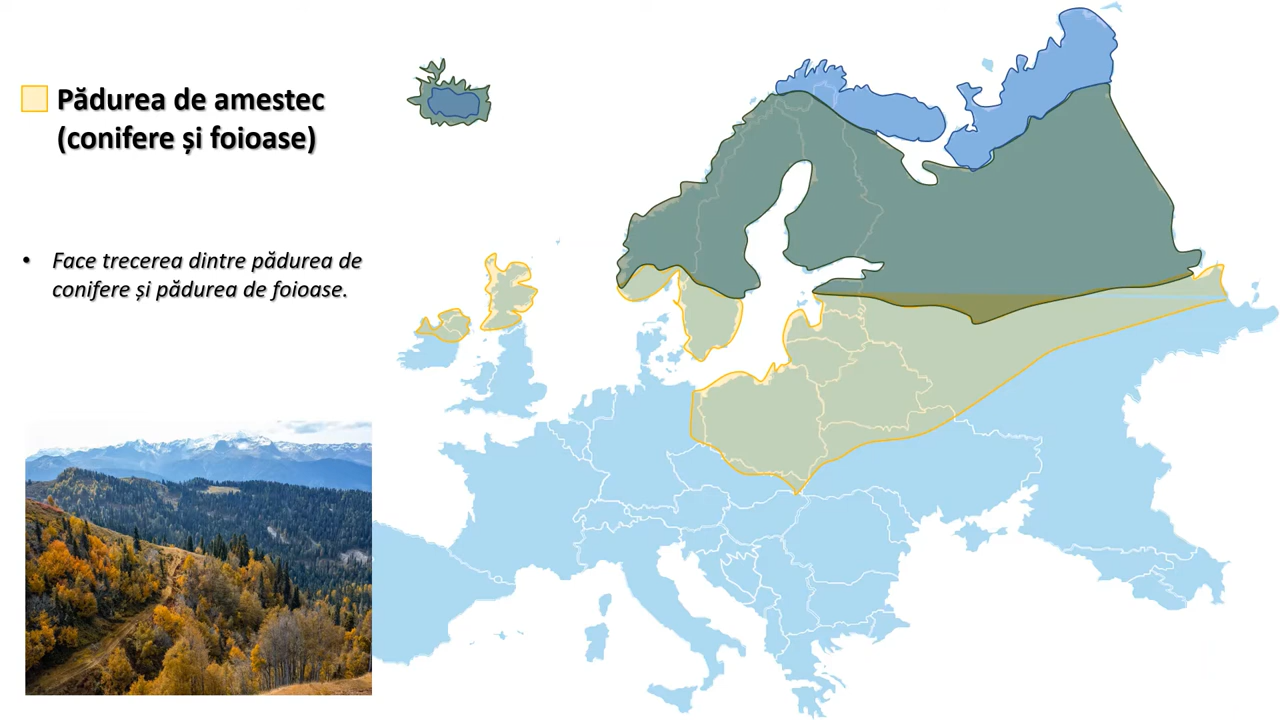 Pădurea de amestec
(conifere și foioase)
• Face trecerea dintre pădurea de
conifere și pădurea de foioase.